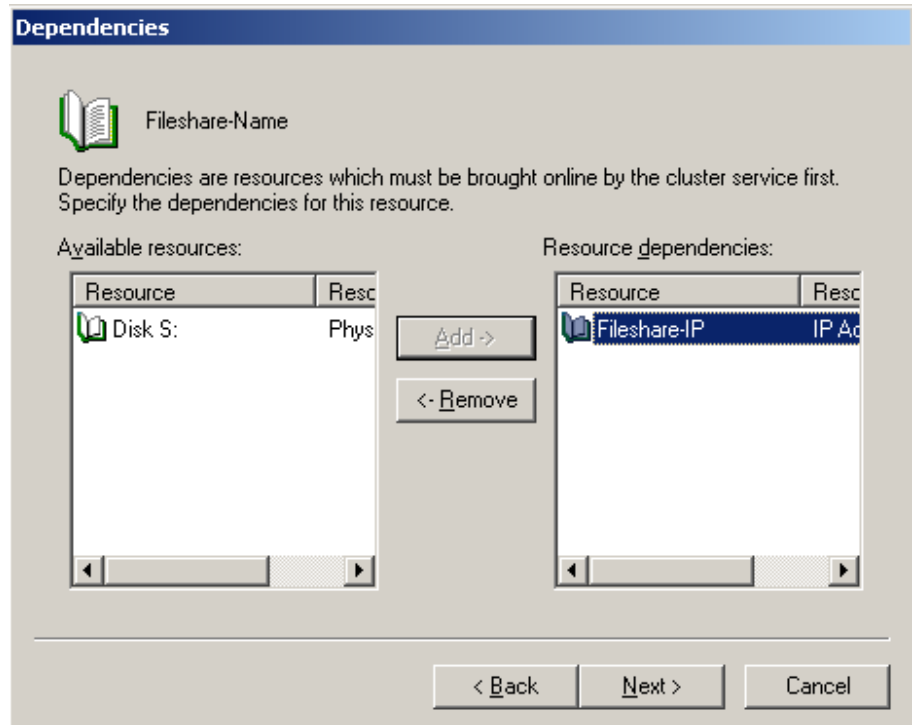 Dependencies
Fileshare-Name
Dependencies are resources which must be brought online by the cluster service first.
Specify the dependencies for this resource.
Available resources:
Resource dependencies:
Resource Resc
Resource Resc
Disk S: Phys
Add ->
Fileshare-IP IP Ad
<- Remove
< Back Next > Cancel